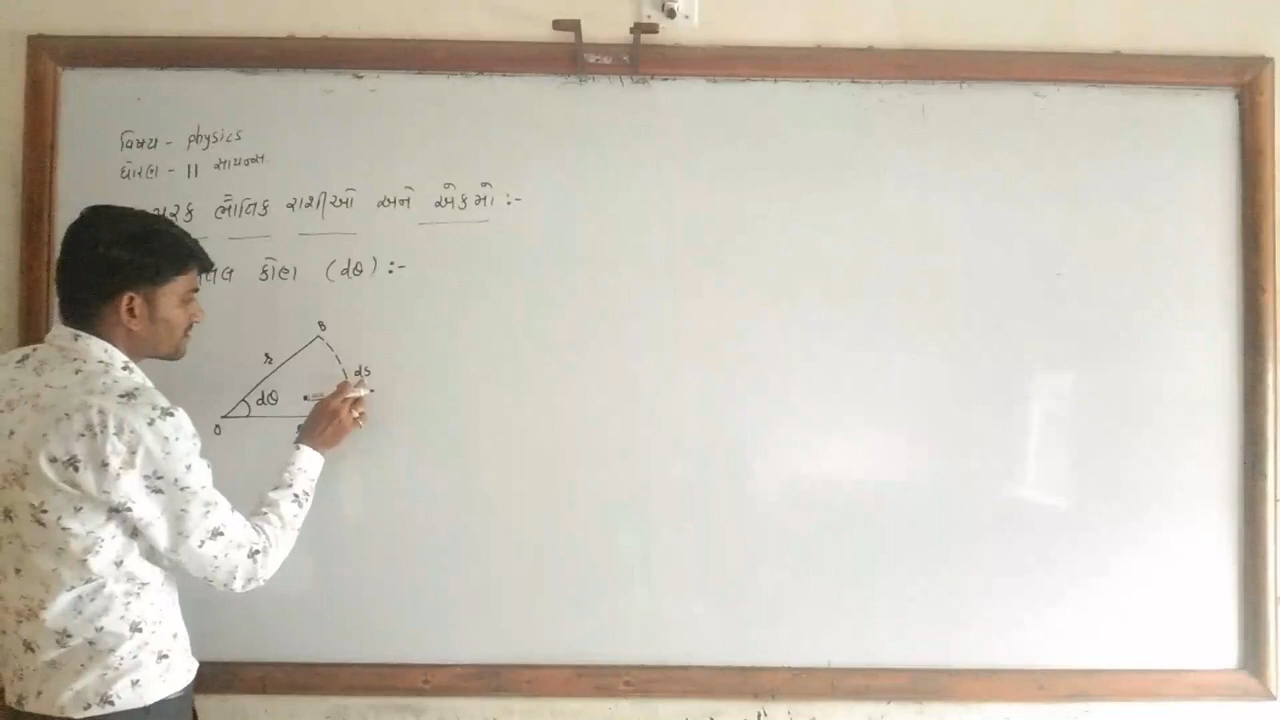 વિષય - physics
ધોરણ - 11 સાયન્સ
ભૌતિક રાશીઓ અને એકમો :-
કોણ (dθ) :-
B
r
ds
dθ
O